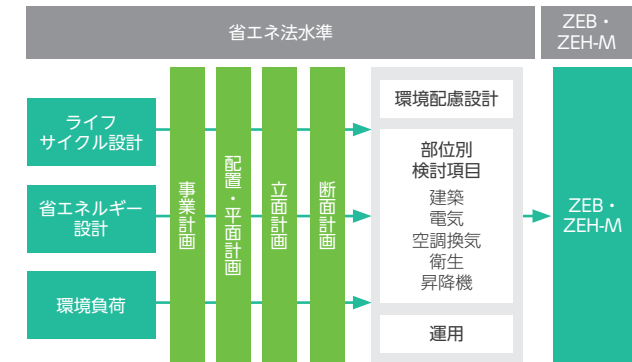 省エネ法水準
ZEB・
ZEH-M
ライフ
サイクル設計
省エネルギー
設計
環境負荷
事業計画
配置・平面計画
立面計画
断面計画
環境配慮設計
部位別
検討項目
建築
電気
空調換気
衛生
昇降機
運用
ZEB・
ZEH-M